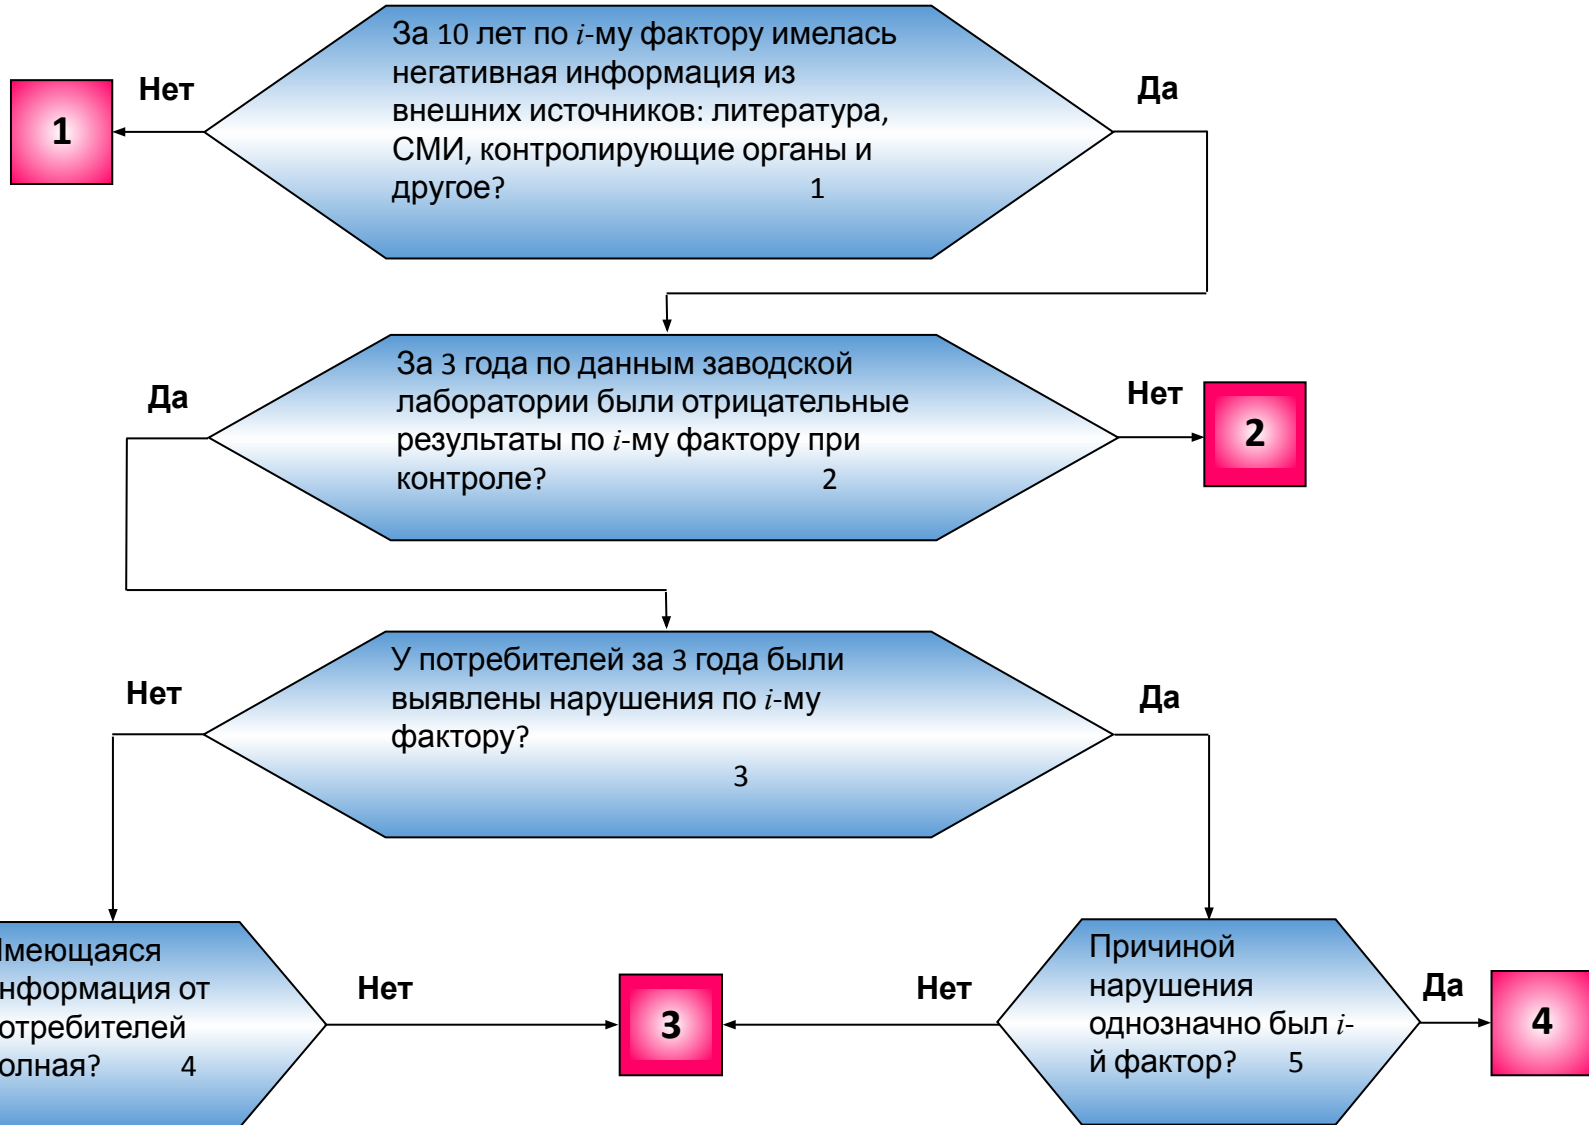 За 10 лет по i-му фактору имелась
негативная информация из
внешних источников: литература,
СМИ, контролирующие органы и
другое? 1
Нет
Да
1
За 3 года по данным заводской
лаборатории были отрицательные
результаты по i-му фактору при
контроле? 2
Да
Нет
2
У потребителей за 3 года были
выявлены нарушения по i-му
фактору?
3
Нет
Да
Имеющаяся
нформация от
отребителей
олная? 4
Нет
3
Нет
Причиной
нарушения
однозначно был i-
й фактор? 5
Да
4